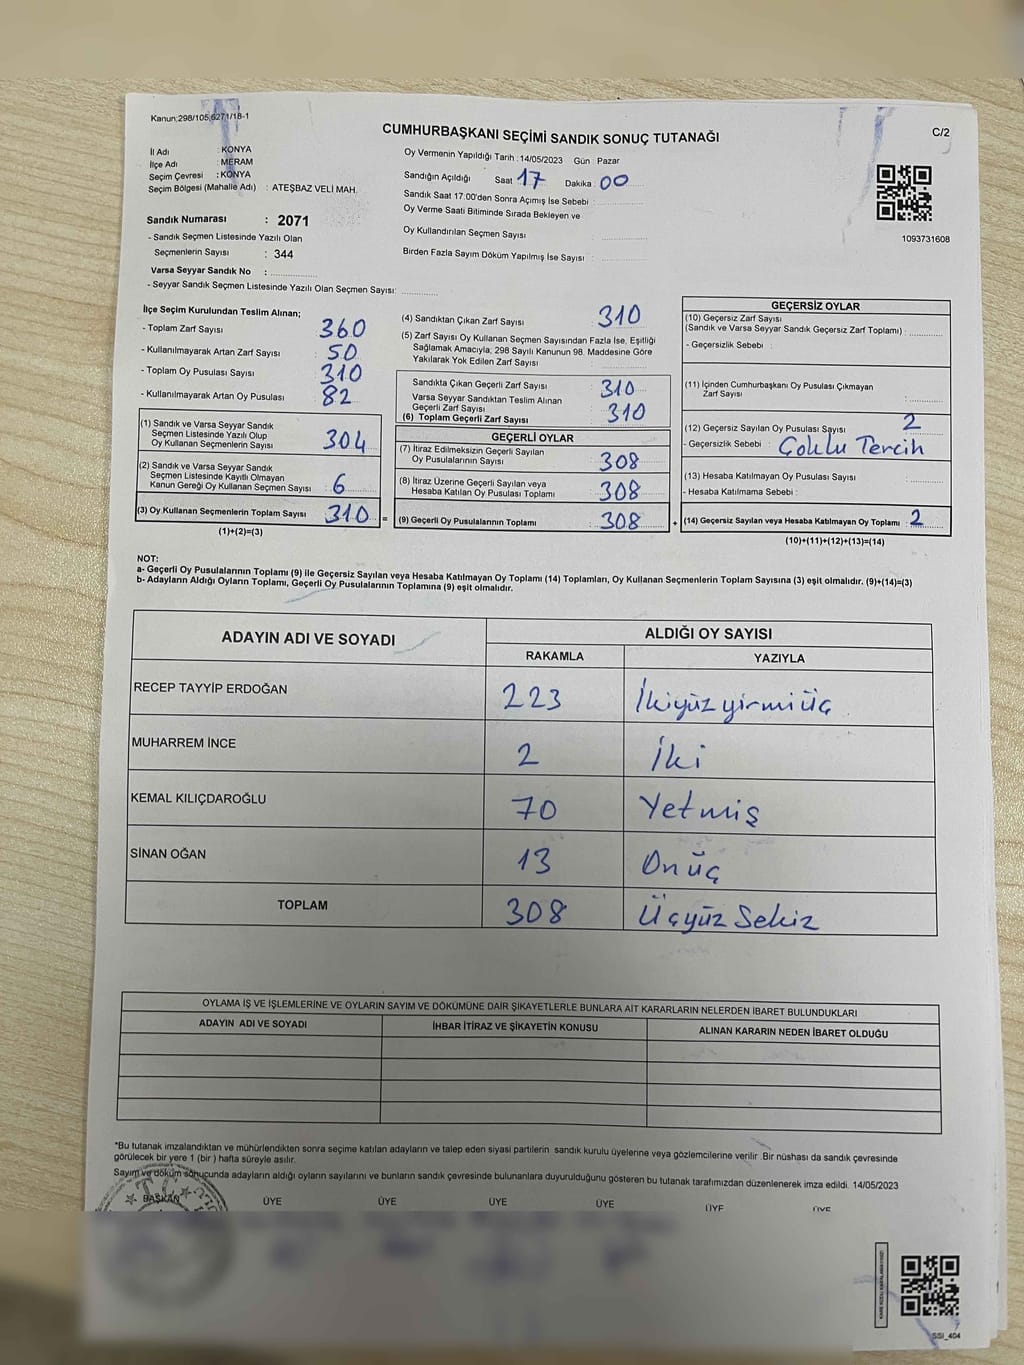 Kanun:298/105,6271/18-1
CUMHURBAŞKANI SEÇİMİ SANDIK SONUÇ TUTANAĞI
C/2
İl Adı : KONYA
İlçe Adı : MERAM
Seçim Çevresi : KONYA
Seçim Bölgesi (Mahalle Adı) : ATEŞBAZ VELİ MAH.
Oy Vermenin Yapıldığı Tarih : 14/05/2023 Gün Pazar
Sandığın Açıldığı Saat 17 Dakika : 00
Sandık Saat 17:00'den Sonra Açımış İse Sebebi :
Oy Verme Saati Bitiminde Sırada Bekleyen ve
Oy Kullandırılan Seçmen Sayısı
Birden Fazla Sayım Döküm Yapılmış İse Sayısı :
1093731608
Sandık Numarası : 2071
- Sandık Seçmen Listesinde Yazılı Olan
Seçmenlerin Sayısı : 344
Varsa Seyyar Sandık No :
- Seyyar Sandık Seçmen Listesinde Yazılı Olan Seçmen Sayısı:
İlçe Seçim Kurulundan Teslim Alınan;
- Toplam Zarf Sayısı : 360
- Kullanılmayarak Artan Zarf Sayısı : 50
- Toplam Oy Pusulası Sayısı : 310
- Kullanılmayarak Artan Oy Pusulası : 82
(1) Sandık ve Varsa Seyyar Sandık
Seçmen Listesinde Yazılı Olup
Oy Kullanan Seçmenlerin Sayısı : 304
(2) Sandık ve Varsa Seyyar Sandık
Seçmen Listesinde Kayıtlı Olmayan
Kanun Gereği Oy Kullanan Seçmen Sayısı : 6
(3) Oy Kullanan Seçmenlerin Toplam Sayısı : 310 =
(1)+(2)=(3)
(4) Sandıktan Çıkan Zarf Sayısı : 310
(5) Zarf Sayısı Oy Kullanan Seçmen Sayısından Fazla İse, Eşitliği
Sağlamak Amacıyla, 298 Sayılı Kanunun 98. Maddesine Göre
Yakılarak Yok Edilen Zarf Sayısı :
Sandıkta Çıkan Geçerli Zarf Sayısı : 310
Varsa Seyyar Sandıktan Teslim Alınan
Geçerli Zarf Sayısı
(6) Toplam Geçerli Zarf Sayısı : 310
GEÇERLİ OYLAR
(7) İtiraz Edilmeksizin Geçerli Sayılan
Oy Pusulalarının Sayısı : 308
(8) İtiraz Üzerine Geçerli Sayılan veya
Hesaba Katılan Oy Pusulası Toplamı : 308
(9) Geçerli Oy Pusulalarının Toplamı : 308 +
GEÇERSİZ OYLAR
(10) Geçersiz Zarf Sayısı
(Sandık ve Varsa Seyyar Sandık Geçersiz Zarf Toplamı) :
- Geçersizlik Sebebi :
(11) İçinden Cumhurbaşkanı Oy Pusulası Çıkmayan
Zarf Sayısı :
(12) Geçersiz Sayılan Oy Pusulası Sayısı : 2
- Geçersizlik Sebebi : Çoklu Tercih
(13) Hesaba Katılmayan Oy Pusulası Sayısı :
- Hesaba Katılmama Sebebi :
(14) Geçersiz Sayılan veya Hesaba Katılmayan Oy Toplamı : 2
(10)+(11)+(12)+(13)=(14)
NOT:
a- Geçerli Oy Pusulalarının Toplamı (9) ile Geçersiz Sayılan veya Hesaba Katılmayan Oy Toplamı (14) Toplamları, Oy Kullanan Seçmenlerin Toplam Sayısına (3) eşit olmalıdır. (9)+(14)=(3)
b- Adayların Aldığı Oyların Toplamı, Geçerli Oy Pusulalarının Toplamına (9) eşit olmalıdır.
ADAYIN ADI VE SOYADI
ALDIĞI OY SAYISI
RAKAMLA YAZIYLA
RECEP TAYYİP ERDOĞAN 223 İkiyüz yirmi üç
MUHARREM İNCE 2 İki
KEMAL KILIÇDAROĞLU 70 Yetmiş
SİNAN OĞAN 13 On üç
TOPLAM 308 Üçyüz Sekiz
OYLAMA İŞ VE İŞLEMLERİNE VE OYLARIN SAYIM VE DÖKÜMÜNE DAİR ŞİKAYETLERLE BUNLARA AİT KARARLARIN NELERDEN İBARET BULUNDUKLARI
ADAYIN ADI VE SOYADI İHBAR İTİRAZ VE ŞİKAYETİN KONUSU ALINAN KARARIN NEDEN İBARET OLDUĞU
*Bu tutanak imzalandıktan ve mühürlendikten sonra seçime katılan adayların ve talep eden siyasi partilerin sandık kurulu üyelerine veya gözlemcilerine verilir. Bir nüshası da sandık çevresinde
görülecek bir yere 1 (bir ) hafta süreyle asılır.
Sayım ve döküm sonucunda adayların aldığı oyların sayılarını ve bunların sandık çevresinde bulunanlara duyurulduğunu gösteren bu tutanak tarafımızdan düzenlenerek imza edildi. 14/05/2023
BAŞKAN ÜYE ÜYE ÜYE ÜYE ÜYE ÜYE
SSİ_404